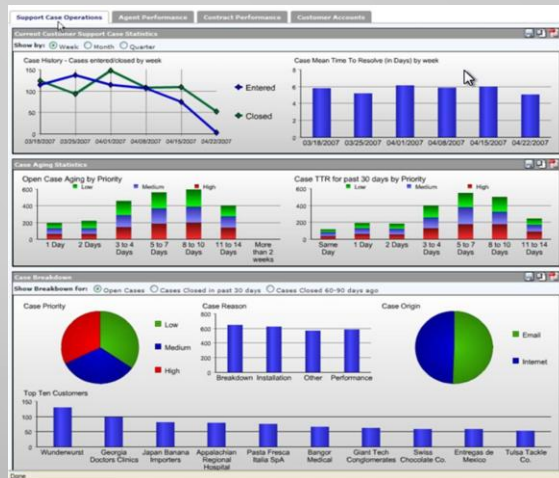 Support Case Operations Agent Performance Contract Performance Customer Accounts
Current Customer Support Case Statistics
Show by: Week Month Quarter
Case History - Cases entered/closed by week
150
100
50
0
03/18/2007 03/25/2007 04/01/2007 04/08/2007 04/15/2007 04/22/2007
Entered
Closed
Case Mean Time To Resolve (in Days) by week
8
6
4
2
0
03/18/2007 03/25/2007 04/01/2007 04/08/2007 04/15/2007 04/22/2007
Case Aging Statistics
Open Case Aging by Priority
Low Medium High
600
400
200
0
1 Day 2 Days 3 to 4 Days 5 to 7 Days 8 to 10 Days 11 to 14 Days More than 2 weeks
Case TTR for past 30 days by Priority
Low Medium High
600
400
200
0
Same Day 1 Day 2 Days 3 to 4 Days 5 to 7 Days 8 to 10 Days 11 to 14 Days
Case Breakdown
Show Breakdown for: Open Cases Cases Closed in past 30 days Cases Closed 60-90 days ago
Case Priority
Low
Medium
High
Case Reason
800
600
400
200
0
Breakdown Installation Other Performance
Case Origin
Email
Internet
Top Ten Customers
150
100
50
0
Wunderwurst Georgia Doctors Clinics Japan Banana Importers Appalachian Regional Hospital Pasta Fresca Italia SpA Bangor Medical Giant Tech Conglomerates Swiss Chocolate Co. Entregas de Mexico Tulsa Tackle Co.
Done